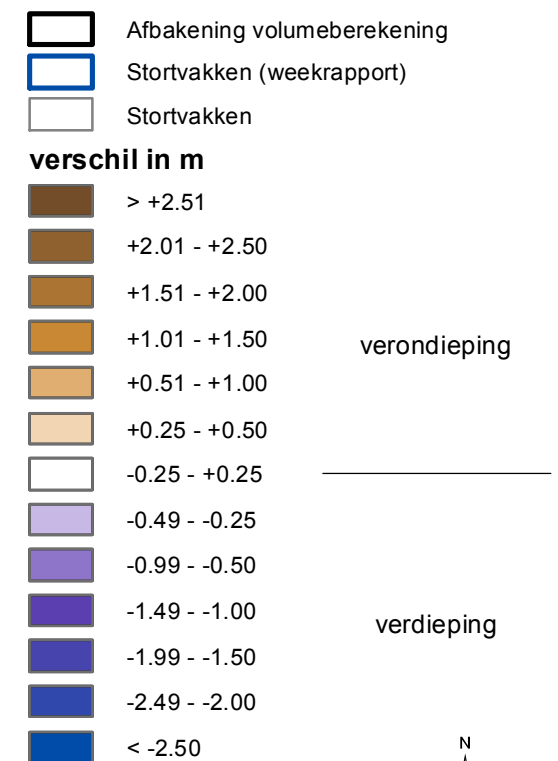 Afbakening volumeberekening
Stortvakken (weekrapport)
Stortvakken
verschil in m
> +2.51
+2.01 - +2.50
+1.51 - +2.00
+1.01 - +1.50
verondieping
+0.51 - +1.00
+0.25 - +0.50
-0.25 - +0.25
-0.49 - -0.25
-0.99 - -0.50
-1.49 - -1.00
verdieping
-1.99 - -1.50
-2.49 - -2.00
< -2.50
N